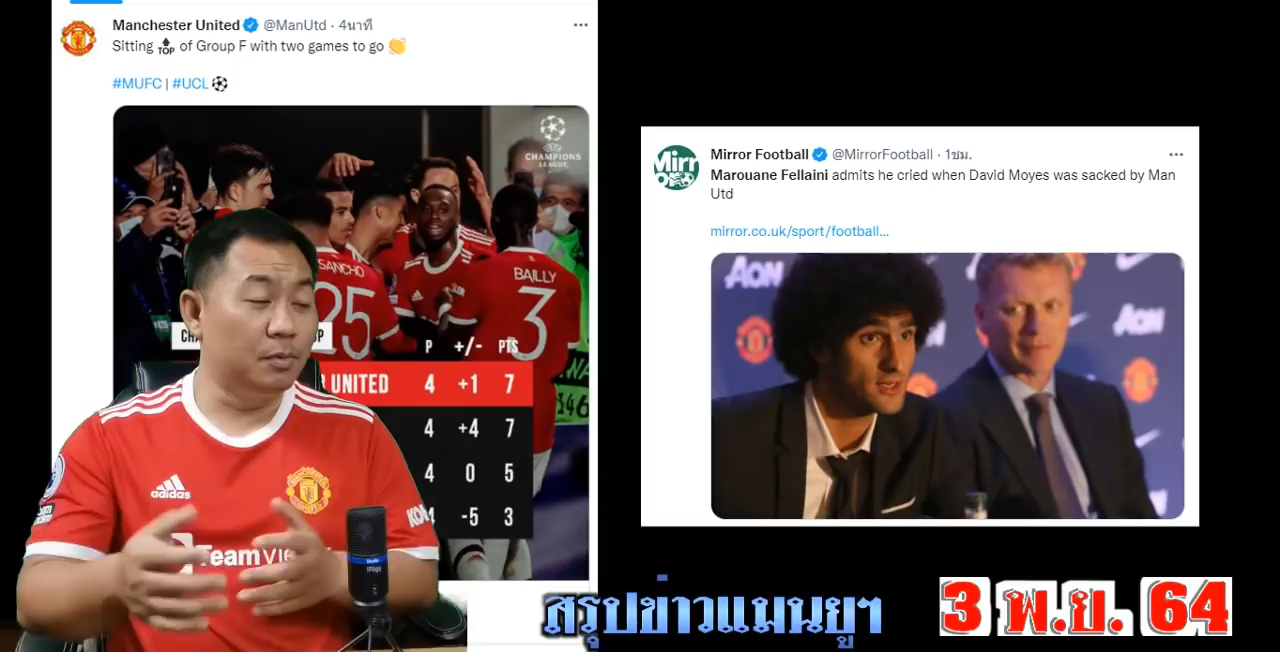 Manchester United @ManUtd · 4นาที
Sitting TOP of Group F with two games to go
#MUFC | #UCL
CHAMPIONS
LEAGUE
SANCHO
25
BAILLY
3
P +/- PTS
UNITED 4 +1 7
4 +4 7
4 0 5
4 -5 3
adidas
TeamVie
Mirror Football @MirrorFootball · 1ชม.
Marouane Fellaini admits he cried when David Moyes was sacked by Man
Utd
mirror.co.uk/sport/football...
AON
AON
สรุปข่าวแมนยูฯ 3 พ.ย. 64